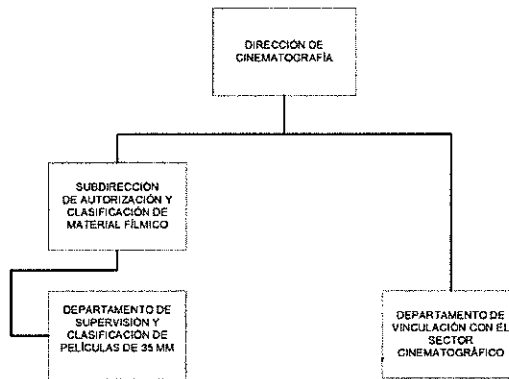 DIRECCIÓN DE
CINEMATOGRAFÍA
SUBDIRECCIÓN
DE AUTORIZACIÓN Y
CLASIFICACIÓN DE
MATERIAL FÍLMICO
DEPARTAMENTO DE
SUPERVISIÓN Y
CLASIFICACIÓN DE
PELÍCULAS DE 35 MM
DEPARTAMENTO DE
VINCULACIÓN CON EL
SECTOR
CINEMATOGRÁFICO